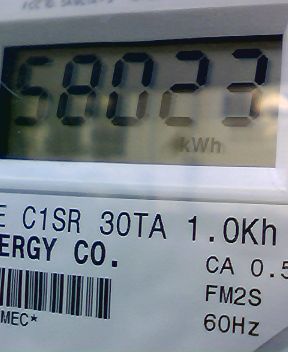 58023
kWh
E C1SR 30TA 1.0Kh
ERGY CO.
CA 0.5
FM2S
MEC*
60Hz